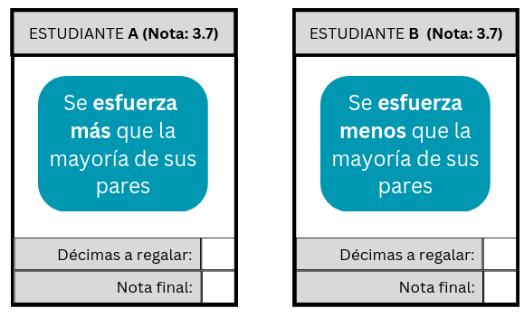 ESTUDIANTE A (Nota: 3.7)
Se esfuerza
más que la
mayoría de sus
pares
Décimas a regalar:
Nota final:
ESTUDIANTE B (Nota: 3.7)
Se esfuerza
menos que la
mayoría de sus
pares
Décimas a regalar:
Nota final: